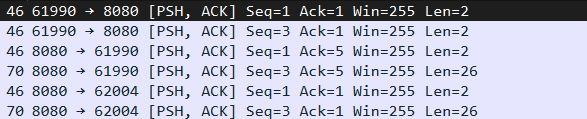 46 61990 → 8080 [PSH, ACK] Seq=1 Ack=1 Win=255 Len=2
46 61990 → 8080 [PSH, ACK] Seq=3 Ack=1 Win=255 Len=2
46 8080 → 61990 [PSH, ACK] Seq=1 Ack=5 Win=255 Len=2
70 8080 → 61990 [PSH, ACK] Seq=3 Ack=5 Win=255 Len=26
46 8080 → 62004 [PSH, ACK] Seq=1 Ack=1 Win=255 Len=2
70 8080 → 62004 [PSH, ACK] Seq=3 Ack=1 Win=255 Len=26